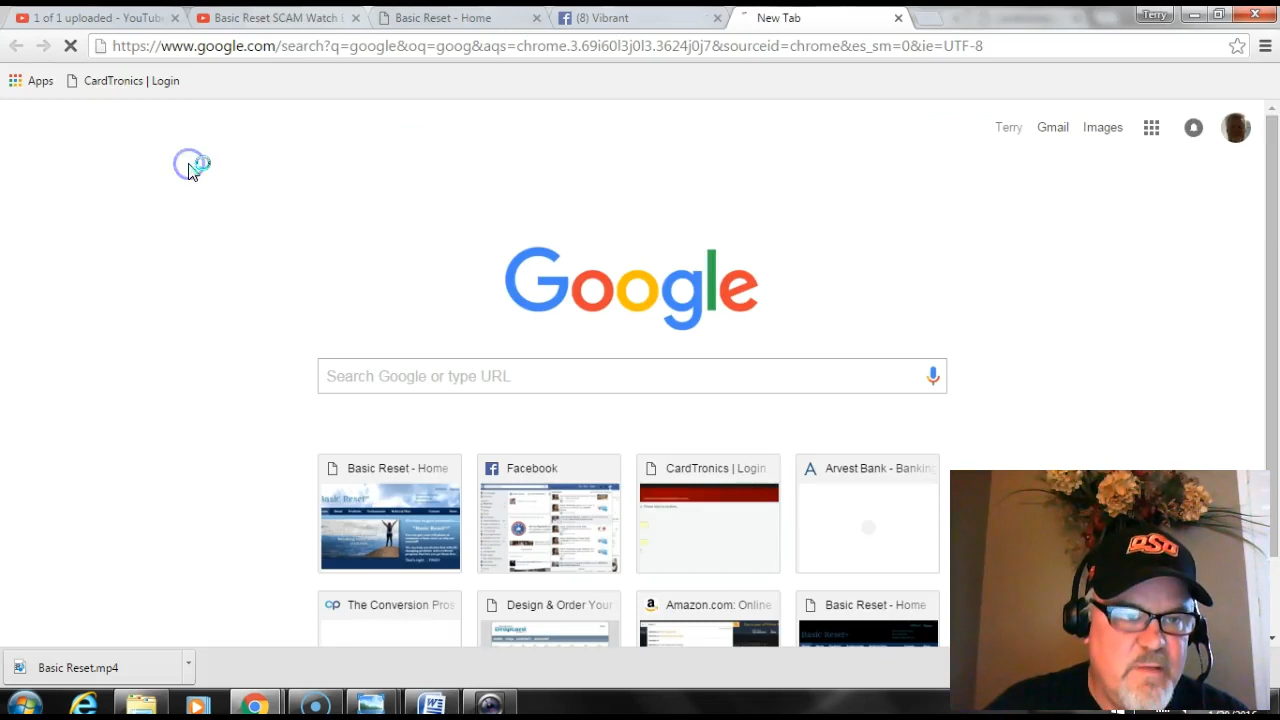 1 of 1 uploaded - YouTube
Basic Reset SCAM Watch
Basic Reset - Home
(8) Vibrant
New Tab
Terry
https://www.google.com/search?q=google&oq=goog&aqs=chrome.3.69i60l3j0l3.3624j0j7&sourceid=chrome&es_sm=0&ie=UTF-8
Apps
CardTronics | Login
Terry
Gmail
Images
Google
Search Google or type URL
Basic Reset - Home
Facebook
CardTronics | Login
Arvest Bank - Banking
The Conversion Pros
Design & Order Your
Amazon.com: Online
Basic Reset - Home
Basic Reset.mp4